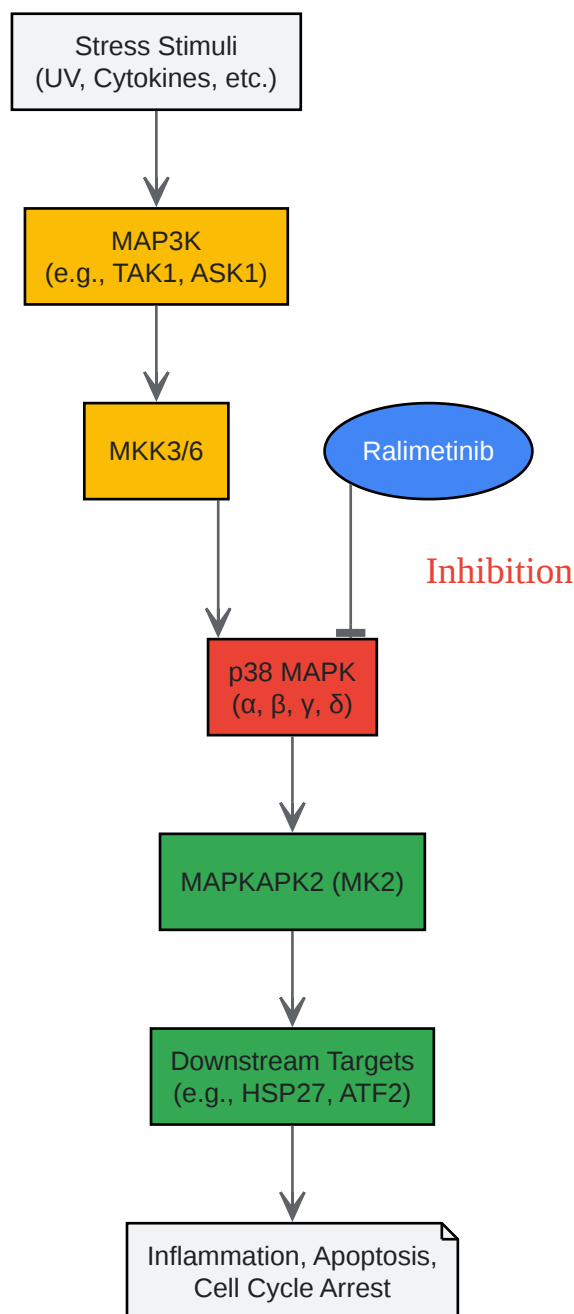 Stress Stimuli
(UV, Cytokines, etc.)
MAP3K
(e.g., TAK1, ASK1)
MKK3/6
Ralimetinib
Inhibition
p38 MAPK
(α, β, γ, δ)
MAPKAPK2 (MK2)
Downstream Targets
(e.g., HSP27, ATF2)
Inflammation, Apoptosis,
Cell Cycle Arrest